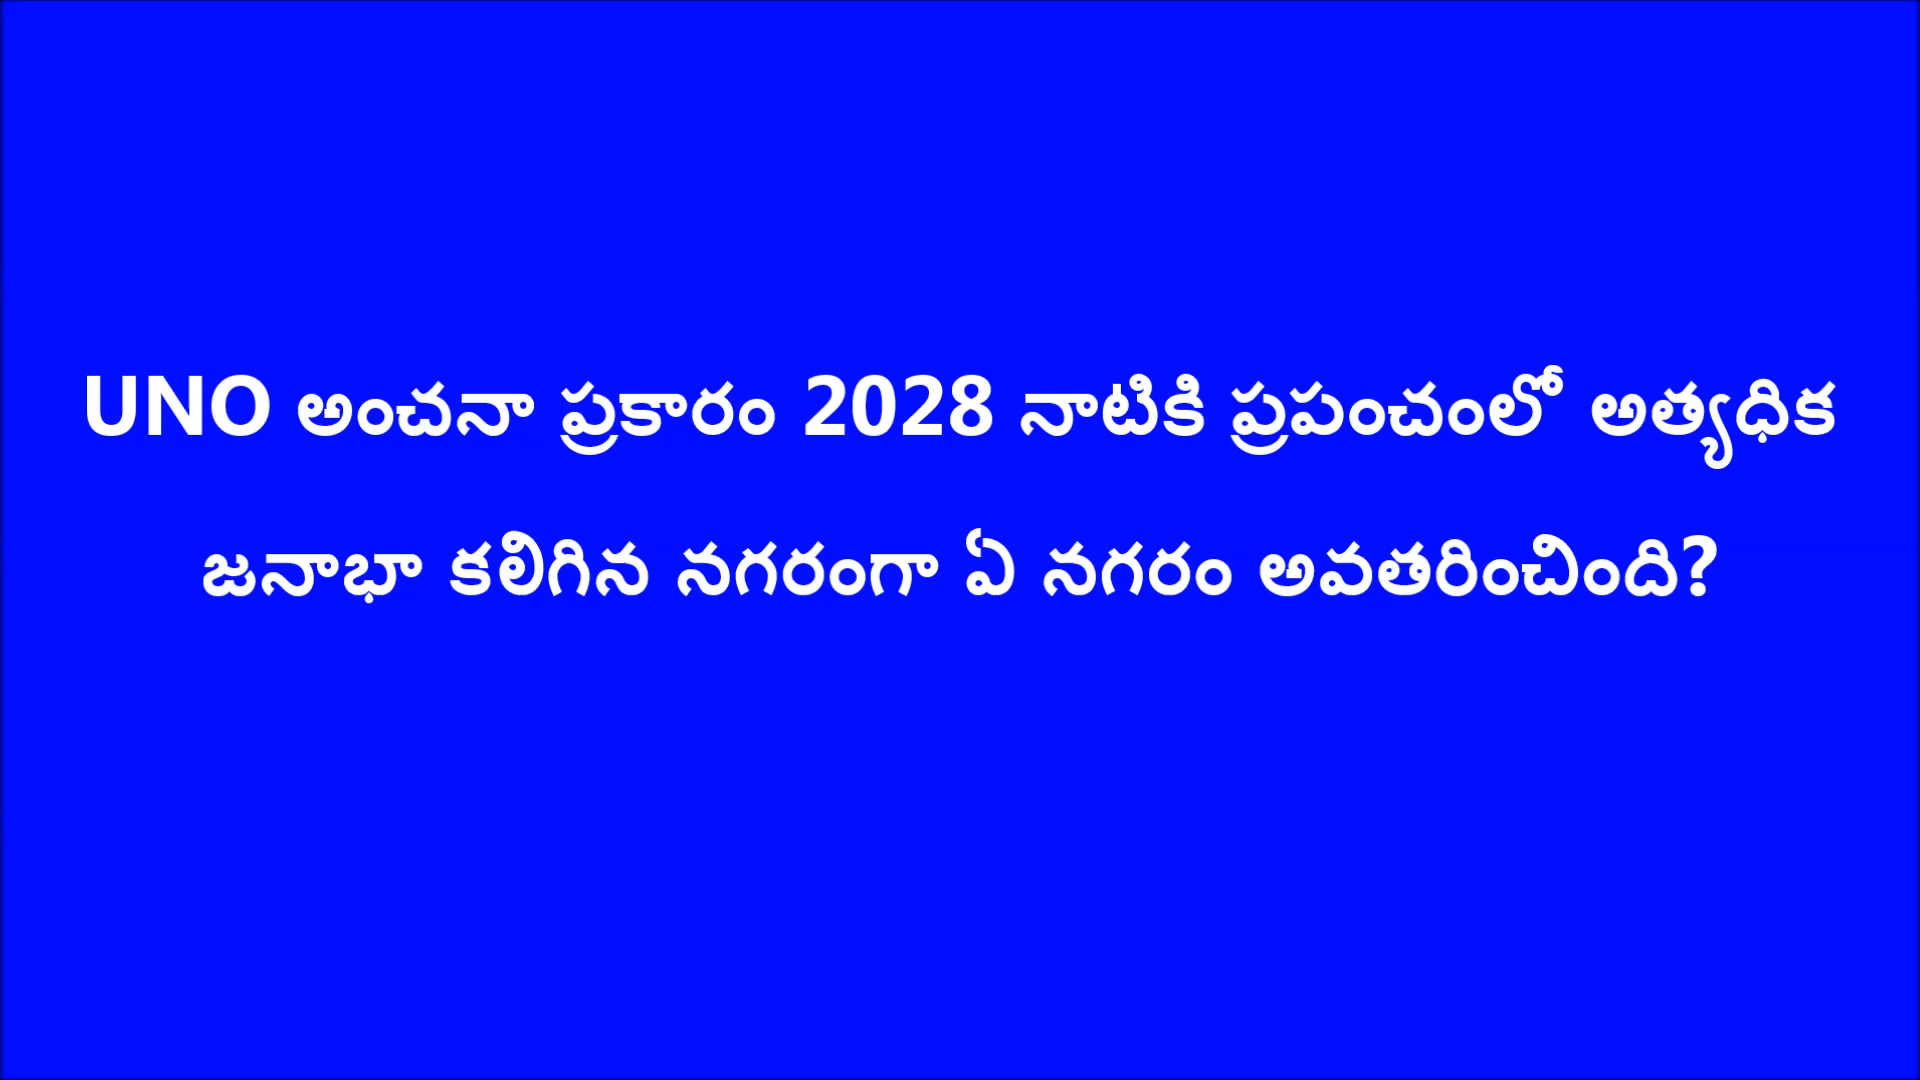 UNO అంచనా ప్రకారం 2028 నాటికి ప్రపంచంలో అత్యధిక
జనాభా కలిగిన నగరంగా ఏ నగరం అవతరించింది?